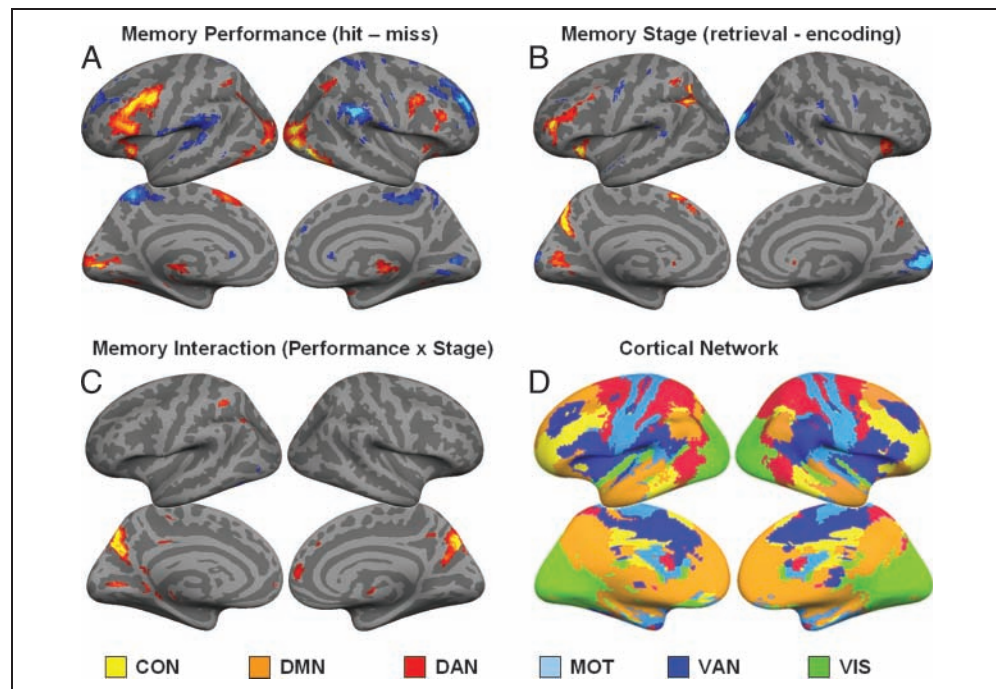 Memory Performance (hit – miss)
Memory Stage (retrieval - encoding)
A
B
Memory Interaction (Performance x Stage)
Cortical Network
C
D
CON DMN DAN MOT VAN VIS